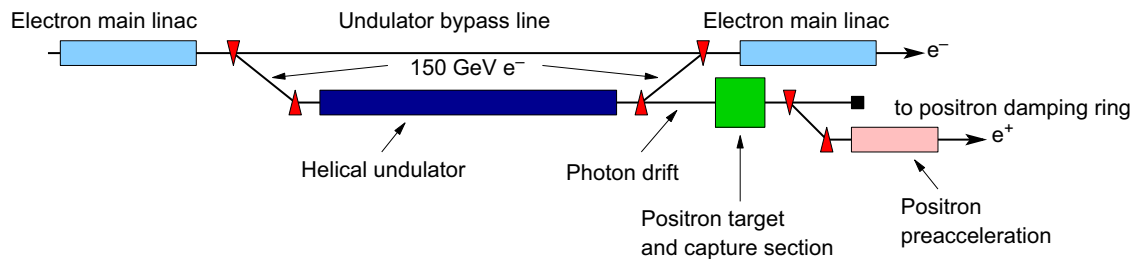 Electron main linac
Undulator bypass line
Electron main linac
150 GeV e⁻
e⁻
to positron damping ring
e⁺
Helical undulator
Photon drift
Positron target
and capture section
Positron
preacceleration